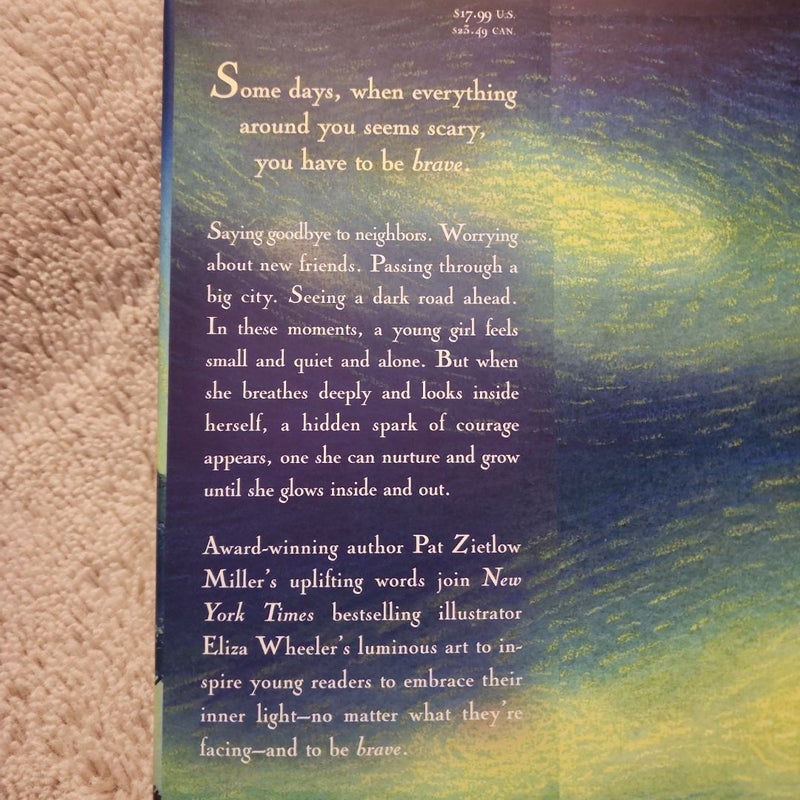 $17.99 U.S.
$23.49 CAN.
Some days, when everything
around you seems scary,
you have to be brave.
Saying goodbye to neighbors. Worrying
about new friends. Passing through a
big city. Seeing a dark road ahead.
In these moments, a young girl feels
small and quiet and alone. But when
she breathes deeply and looks inside
herself, a hidden spark of courage
appears, one she can nurture and grow
until she glows inside and out.
Award-winning author Pat Zietlow
Miller's uplifting words join New
York Times bestselling illustrator
Eliza Wheeler's luminous art to in-
spire young readers to embrace their
inner light—no matter what they're
facing—and to be brave.